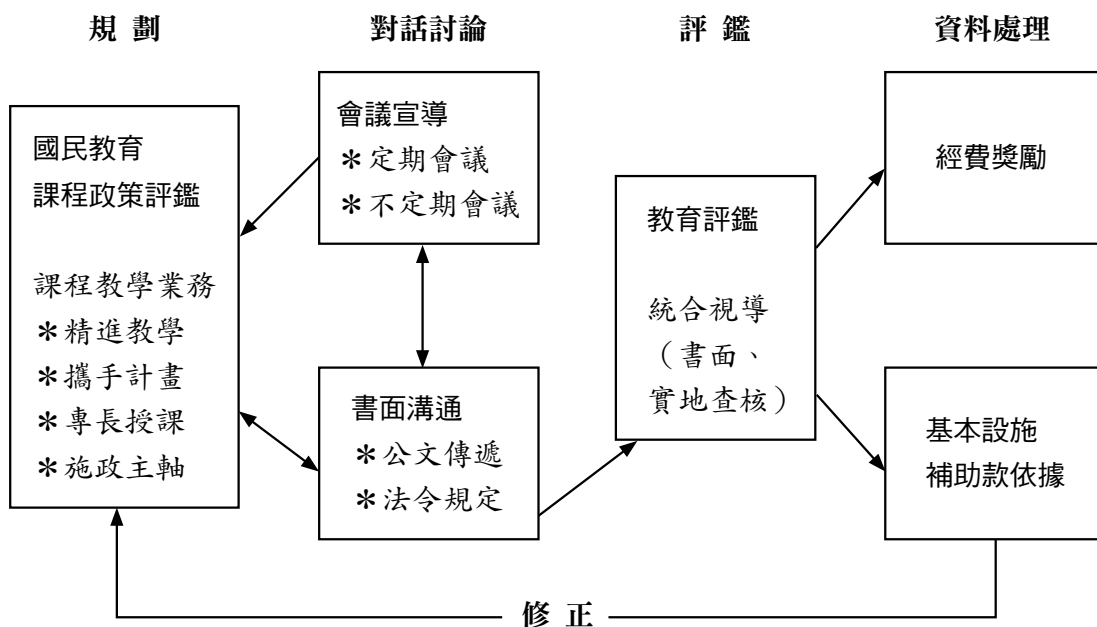 規 劃
對話討論
評 鑑
資料處理
國民教育
課程政策評鑑
課程教學業務
＊精進教學
＊攜手計畫
＊專長授課
＊施政主軸
會議宣導
＊定期會議
＊不定期會議
書面溝通
＊公文傳遞
＊法令規定
教育評鑑
統合視導
（書面、
實地查核）
經費獎勵
基本設施
補助款依據
修 正